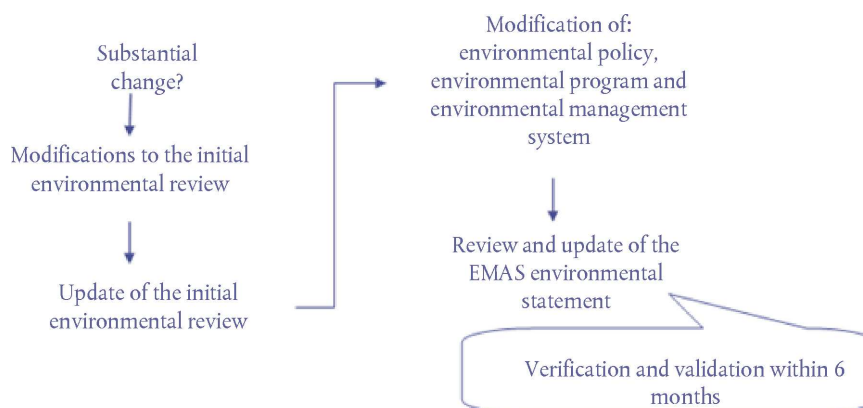 Substantial
change?
Modifications to the initial
environmental review
Update of the initial
environmental review
Modification of:
environmental policy,
environmental program and
environmental management
system
Review and update of the
EMAS environmental
statement
Verification and validation within 6
months